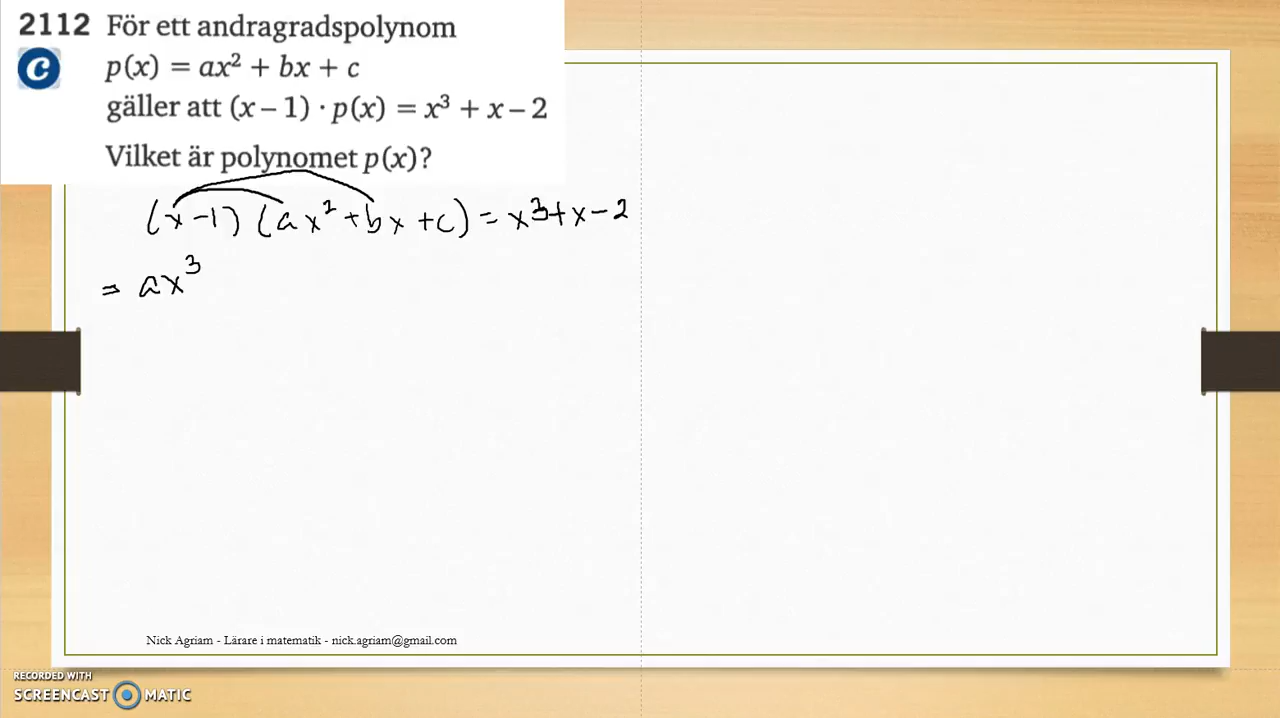 2112 För ett andragradspolynom
C p(x) = ax² + bx + c
gäller att (x – 1) · p(x) = x³ + x – 2
Vilket är polynomet p(x)?
(x-1) (ax²+bx+c) = x³+x-2
= ax³
Nick Agriam - Lärare i matematik - nick.agriam@gmail.com
RECORDED WITH
SCREENCAST MATIC